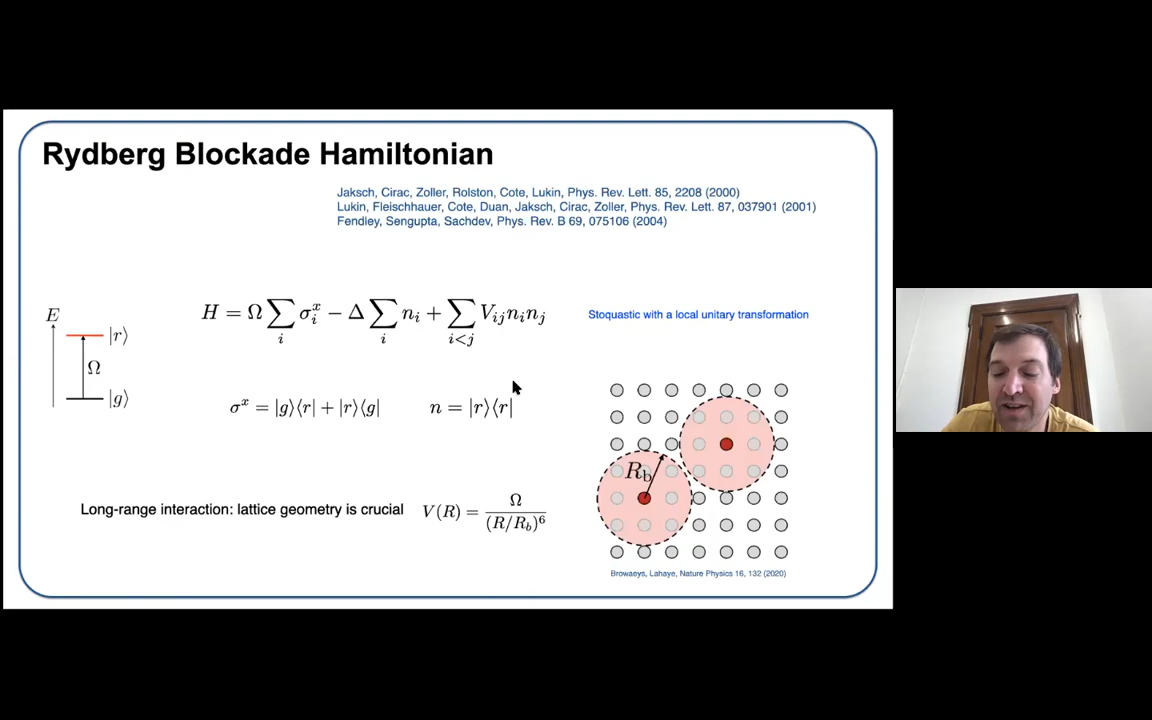 Rydberg Blockade Hamiltonian
Jaksch, Cirac, Zoller, Rolston, Cote, Lukin, Phys. Rev. Lett. 85, 2208 (2000)
Lukin, Fleischhauer, Cote, Duan, Jaksch, Cirac, Zoller, Phys. Rev. Lett. 87, 037901 (2001)
Fendley, Sengupta, Sachdev, Phys. Rev. B 69, 075106 (2004)
E
|r⟩
Ω
|g⟩
H = Ω ∑_i σ_i^x − Δ ∑_i n_i + ∑_{i<j} V_{ij} n_i n_j
Stoquastic with a local unitary transformation
σ^x = |g⟩⟨r| + |r⟩⟨g|    n = |r⟩⟨r|
R_b
Long-range interaction: lattice geometry is crucial    V(R) = Ω / (R/R_b)^6
Browaeys, Lahaye, Nature Physics 16, 132 (2020)